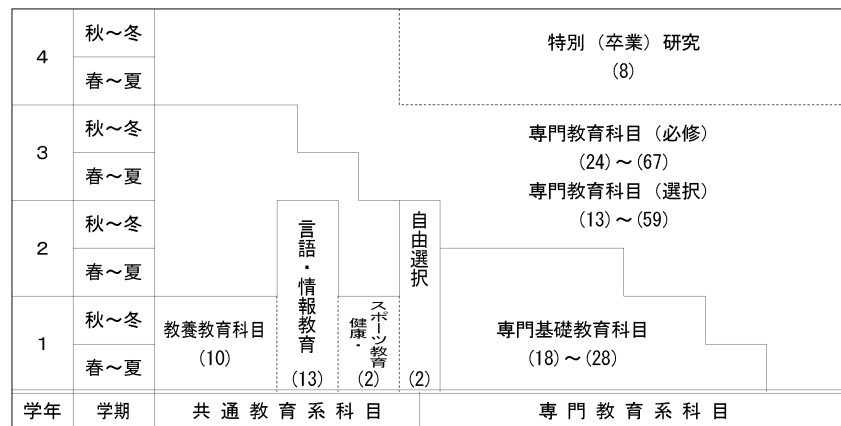 4
秋～冬
春～夏
特別（卒業）研究
(8)
3
秋～冬
春～夏
専門教育科目（必修）
(24)～(67)
専門教育科目（選択）
(13)～(59)
2
秋～冬
春～夏
言語・情報教育
(13)
自由選択
(2)
1
秋～冬
春～夏
教養教育科目
(10)
健康・
スポーツ教育
(2)
専門基礎教育科目
(18)～(28)
学年
学期
共通教育系科目
専門教育系科目